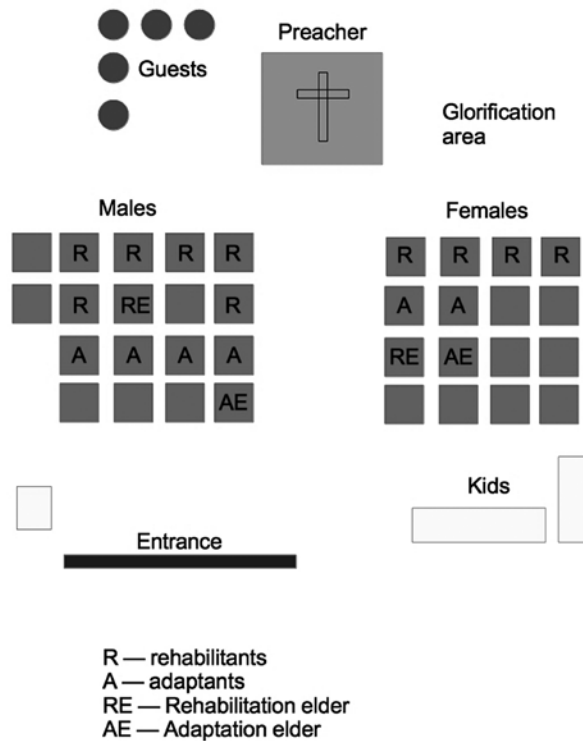 Preacher
Guests
Glorification
area
Males
Females
R R R R
R R R R
R RE R
A A
A A A A
RE AE
AE
Kids
Entrance
R — rehabilitants
A — adaptants
RE — Rehabilitation elder
AE — Adaptation elder